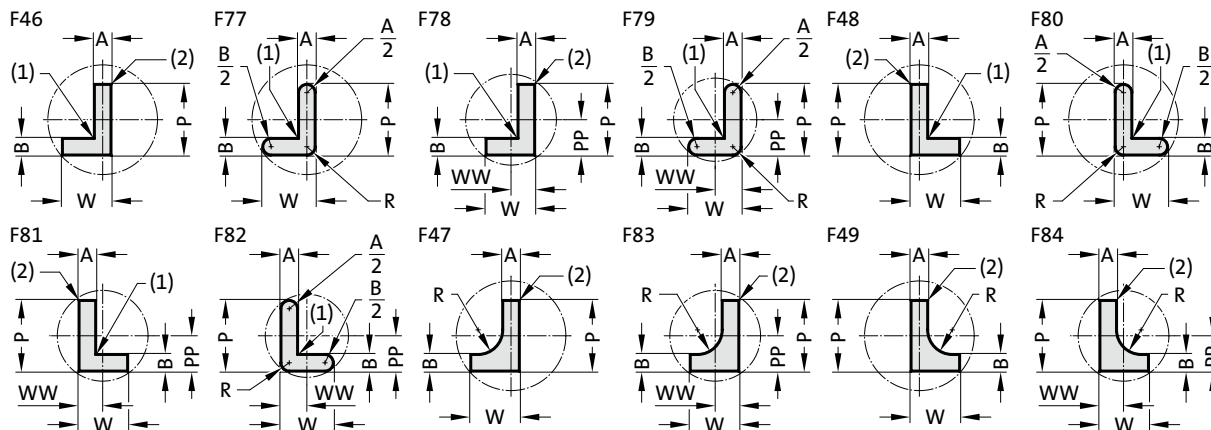 F46 F77 F78 F79 F48 F80
A A A/2 A A A/2 A A/2 A
(1) (2) B/2 (1) (1) (2) B/2 (1) (2) (1) (1) B/2
P P P P P P
PP PP
B B B B B B
WW WW
W W R W W R W R W
F81 F82 F47 F83 F49 F84
A A A/2 A A A A
(2) (1) (1) B/2 R (2) R (2) (2) R (2) R
P P P P P P
PP PP PP PP
B B B B B B
WW R WW WW WW
W W W W W W